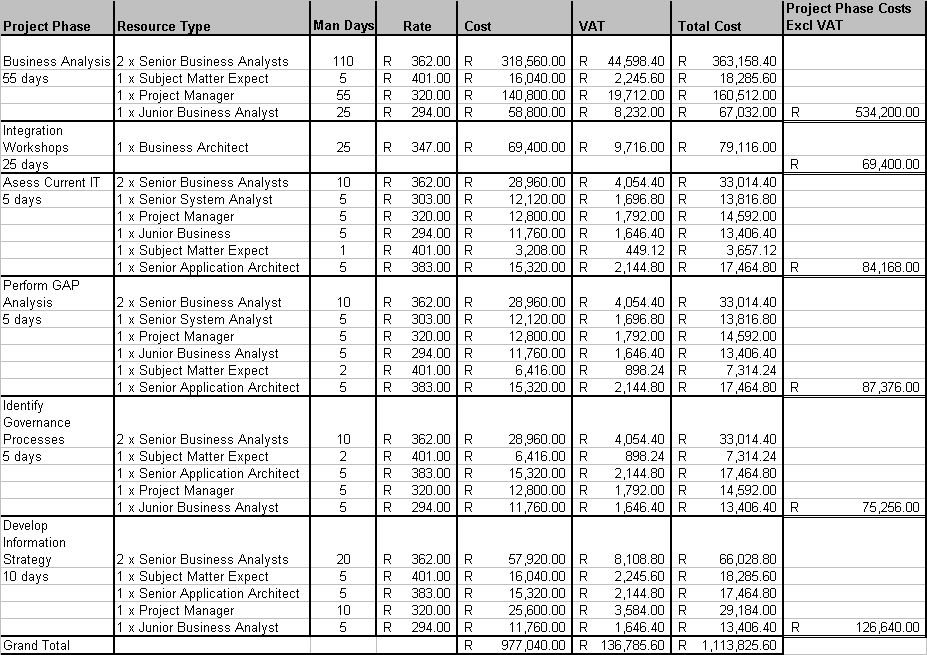 Project Phase Resource Type Man Days Rate Cost VAT Total Cost Project Phase Costs
Excl VAT
Business Analysis 2 x Senior Business Analysts 110 R 362.00 R 318,560.00 R 44,598.40 R 363,158.40
55 days 1 x Subject Matter Expect 5 R 401.00 R 16,040.00 R 2,245.60 R 18,285.60
1 x Project Manager 55 R 320.00 R 140,800.00 R 19,712.00 R 160,512.00
1 x Junior Business Analyst 25 R 294.00 R 58,800.00 R 8,232.00 R 67,032.00 R 534,200.00
Integration
Workshops 1 x Business Architect 25 R 347.00 R 69,400.00 R 9,716.00 R 79,116.00
25 days R 69,400.00
Asess Current IT 2 x Senior Business Analysts 10 R 362.00 R 28,960.00 R 4,054.40 R 33,014.40
5 days 1 x Senior System Analyst 5 R 303.00 R 12,120.00 R 1,696.80 R 13,816.80
1 x Project Manager 5 R 320.00 R 12,800.00 R 1,792.00 R 14,592.00
1 x Junior Business 5 R 294.00 R 11,760.00 R 1,646.40 R 13,406.40
1 x Subject Matter Expect 1 R 401.00 R 3,208.00 R 449.12 R 3,657.12
1 x Senior Application Architect 5 R 383.00 R 15,320.00 R 2,144.80 R 17,464.80 R 84,168.00
Perform GAP
Analysis 2 x Senior Business Analyst 10 R 362.00 R 28,960.00 R 4,054.40 R 33,014.40
5 days 1 x Senior System Analyst 5 R 303.00 R 12,120.00 R 1,696.80 R 13,816.80
1 x Project Manager 5 R 320.00 R 12,800.00 R 1,792.00 R 14,592.00
1 x Junior Business Analyst 5 R 294.00 R 11,760.00 R 1,646.40 R 13,406.40
1 x Subject Matter Expect 2 R 401.00 R 6,416.00 R 898.24 R 7,314.24
1 x Senior Application Architect 5 R 383.00 R 15,320.00 R 2,144.80 R 17,464.80 R 87,376.00
Identify
Governance
Processes 2 x Senior Business Analysts 10 R 362.00 R 28,960.00 R 4,054.40 R 33,014.40
5 days 1 x Subject Matter Expect 2 R 401.00 R 6,416.00 R 898.24 R 7,314.24
1 x Senior Application Architect 5 R 383.00 R 15,320.00 R 2,144.80 R 17,464.80
1 x Project Manager 5 R 320.00 R 12,800.00 R 1,792.00 R 14,592.00
1 x Junior Business Analyst 5 R 294.00 R 11,760.00 R 1,646.40 R 13,406.40 R 75,256.00
Develop
Information
Strategy 2 x Senior Business Analysts 20 R 362.00 R 57,920.00 R 8,108.80 R 66,028.80
10 days 1 x Subject Matter Expect 5 R 401.00 R 16,040.00 R 2,245.60 R 18,285.60
1 x Senior Application Architect 5 R 383.00 R 15,320.00 R 2,144.80 R 17,464.80
1 x Project Manager 10 R 320.00 R 25,600.00 R 3,584.00 R 29,184.00
1 x Junior Business Analyst 5 R 294.00 R 11,760.00 R 1,646.40 R 13,406.40 R 126,640.00
Grand Total R 977,040.00 R 136,785.60 R 1,113,825.60